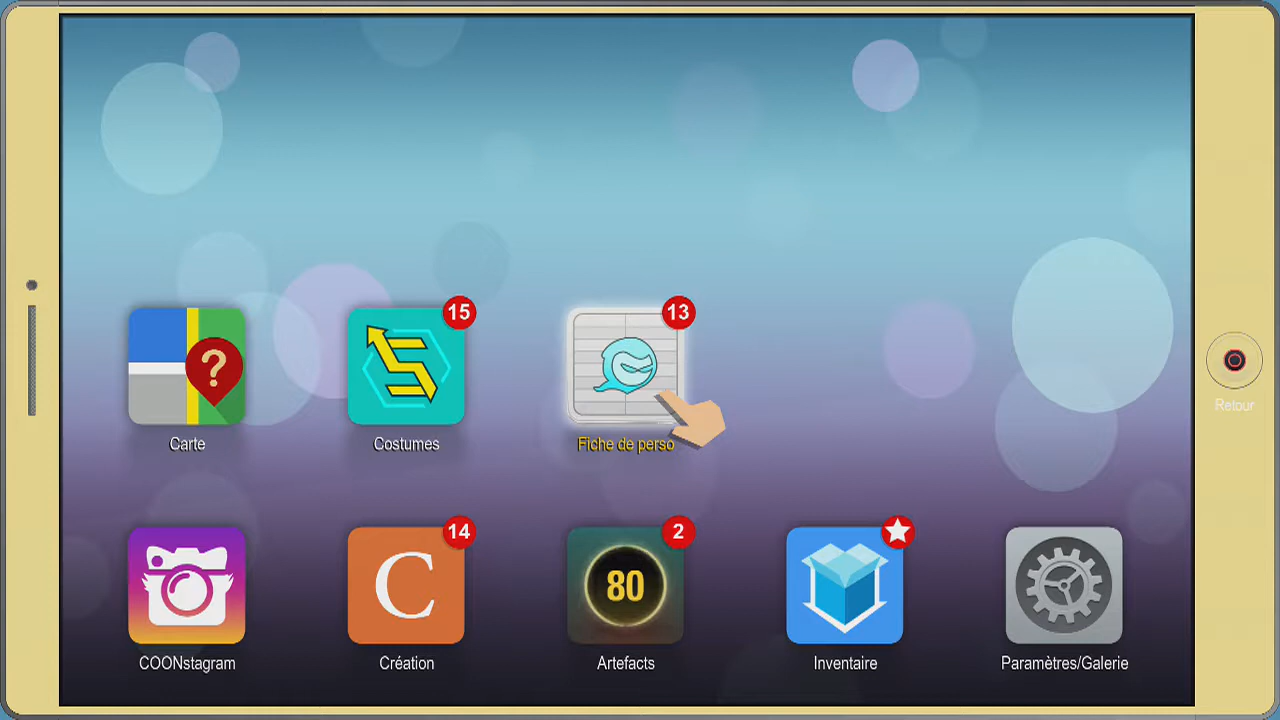 15
13
?
Carte
Costumes
Fiche de perso
Retour
14
2
C
80
COONstagram
Création
Artefacts
Inventaire
Paramètres/Galerie